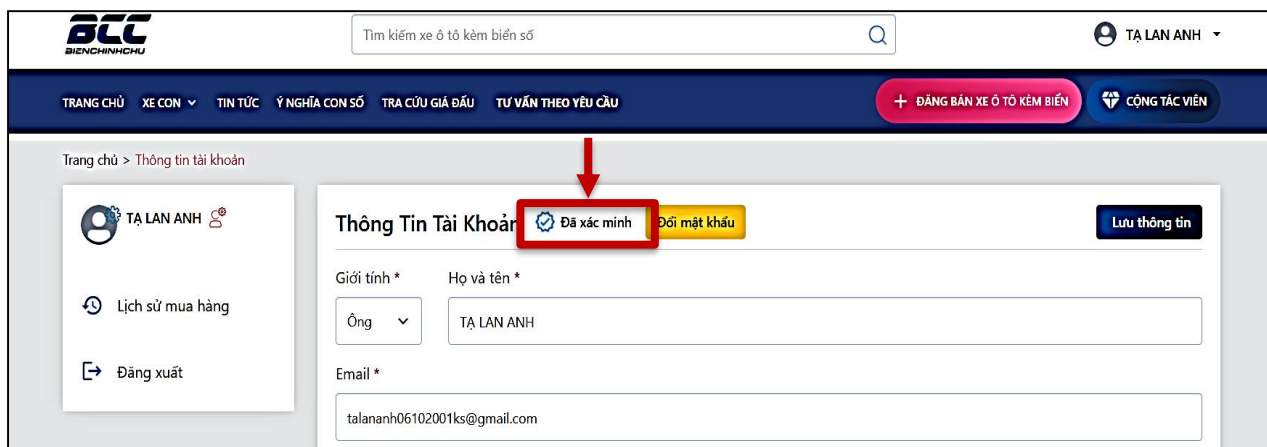 BCC
BIENCHINHCHU
Tìm kiếm xe ô tô kèm biển số
TẠ LAN ANH
TRANG CHỦ XE CON TIN TỨC Ý NGHĨA CON SỐ TRA CỨU GIÁ ĐẤU TƯ VẤN THEO YÊU CẦU
+ ĐĂNG BÁN XE Ô TÔ KÈM BIỂN
CỘNG TÁC VIÊN
Trang chủ > Thông tin tài khoản
TẠ LAN ANH
Lịch sử mua hàng
Đăng xuất
Thông Tin Tài Khoản Đã xác minh Đổi mật khẩu Lưu thông tin
Giới tính * Họ và tên *
Ông TẠ LAN ANH
Email *
talananh06102001ks@gmail.com